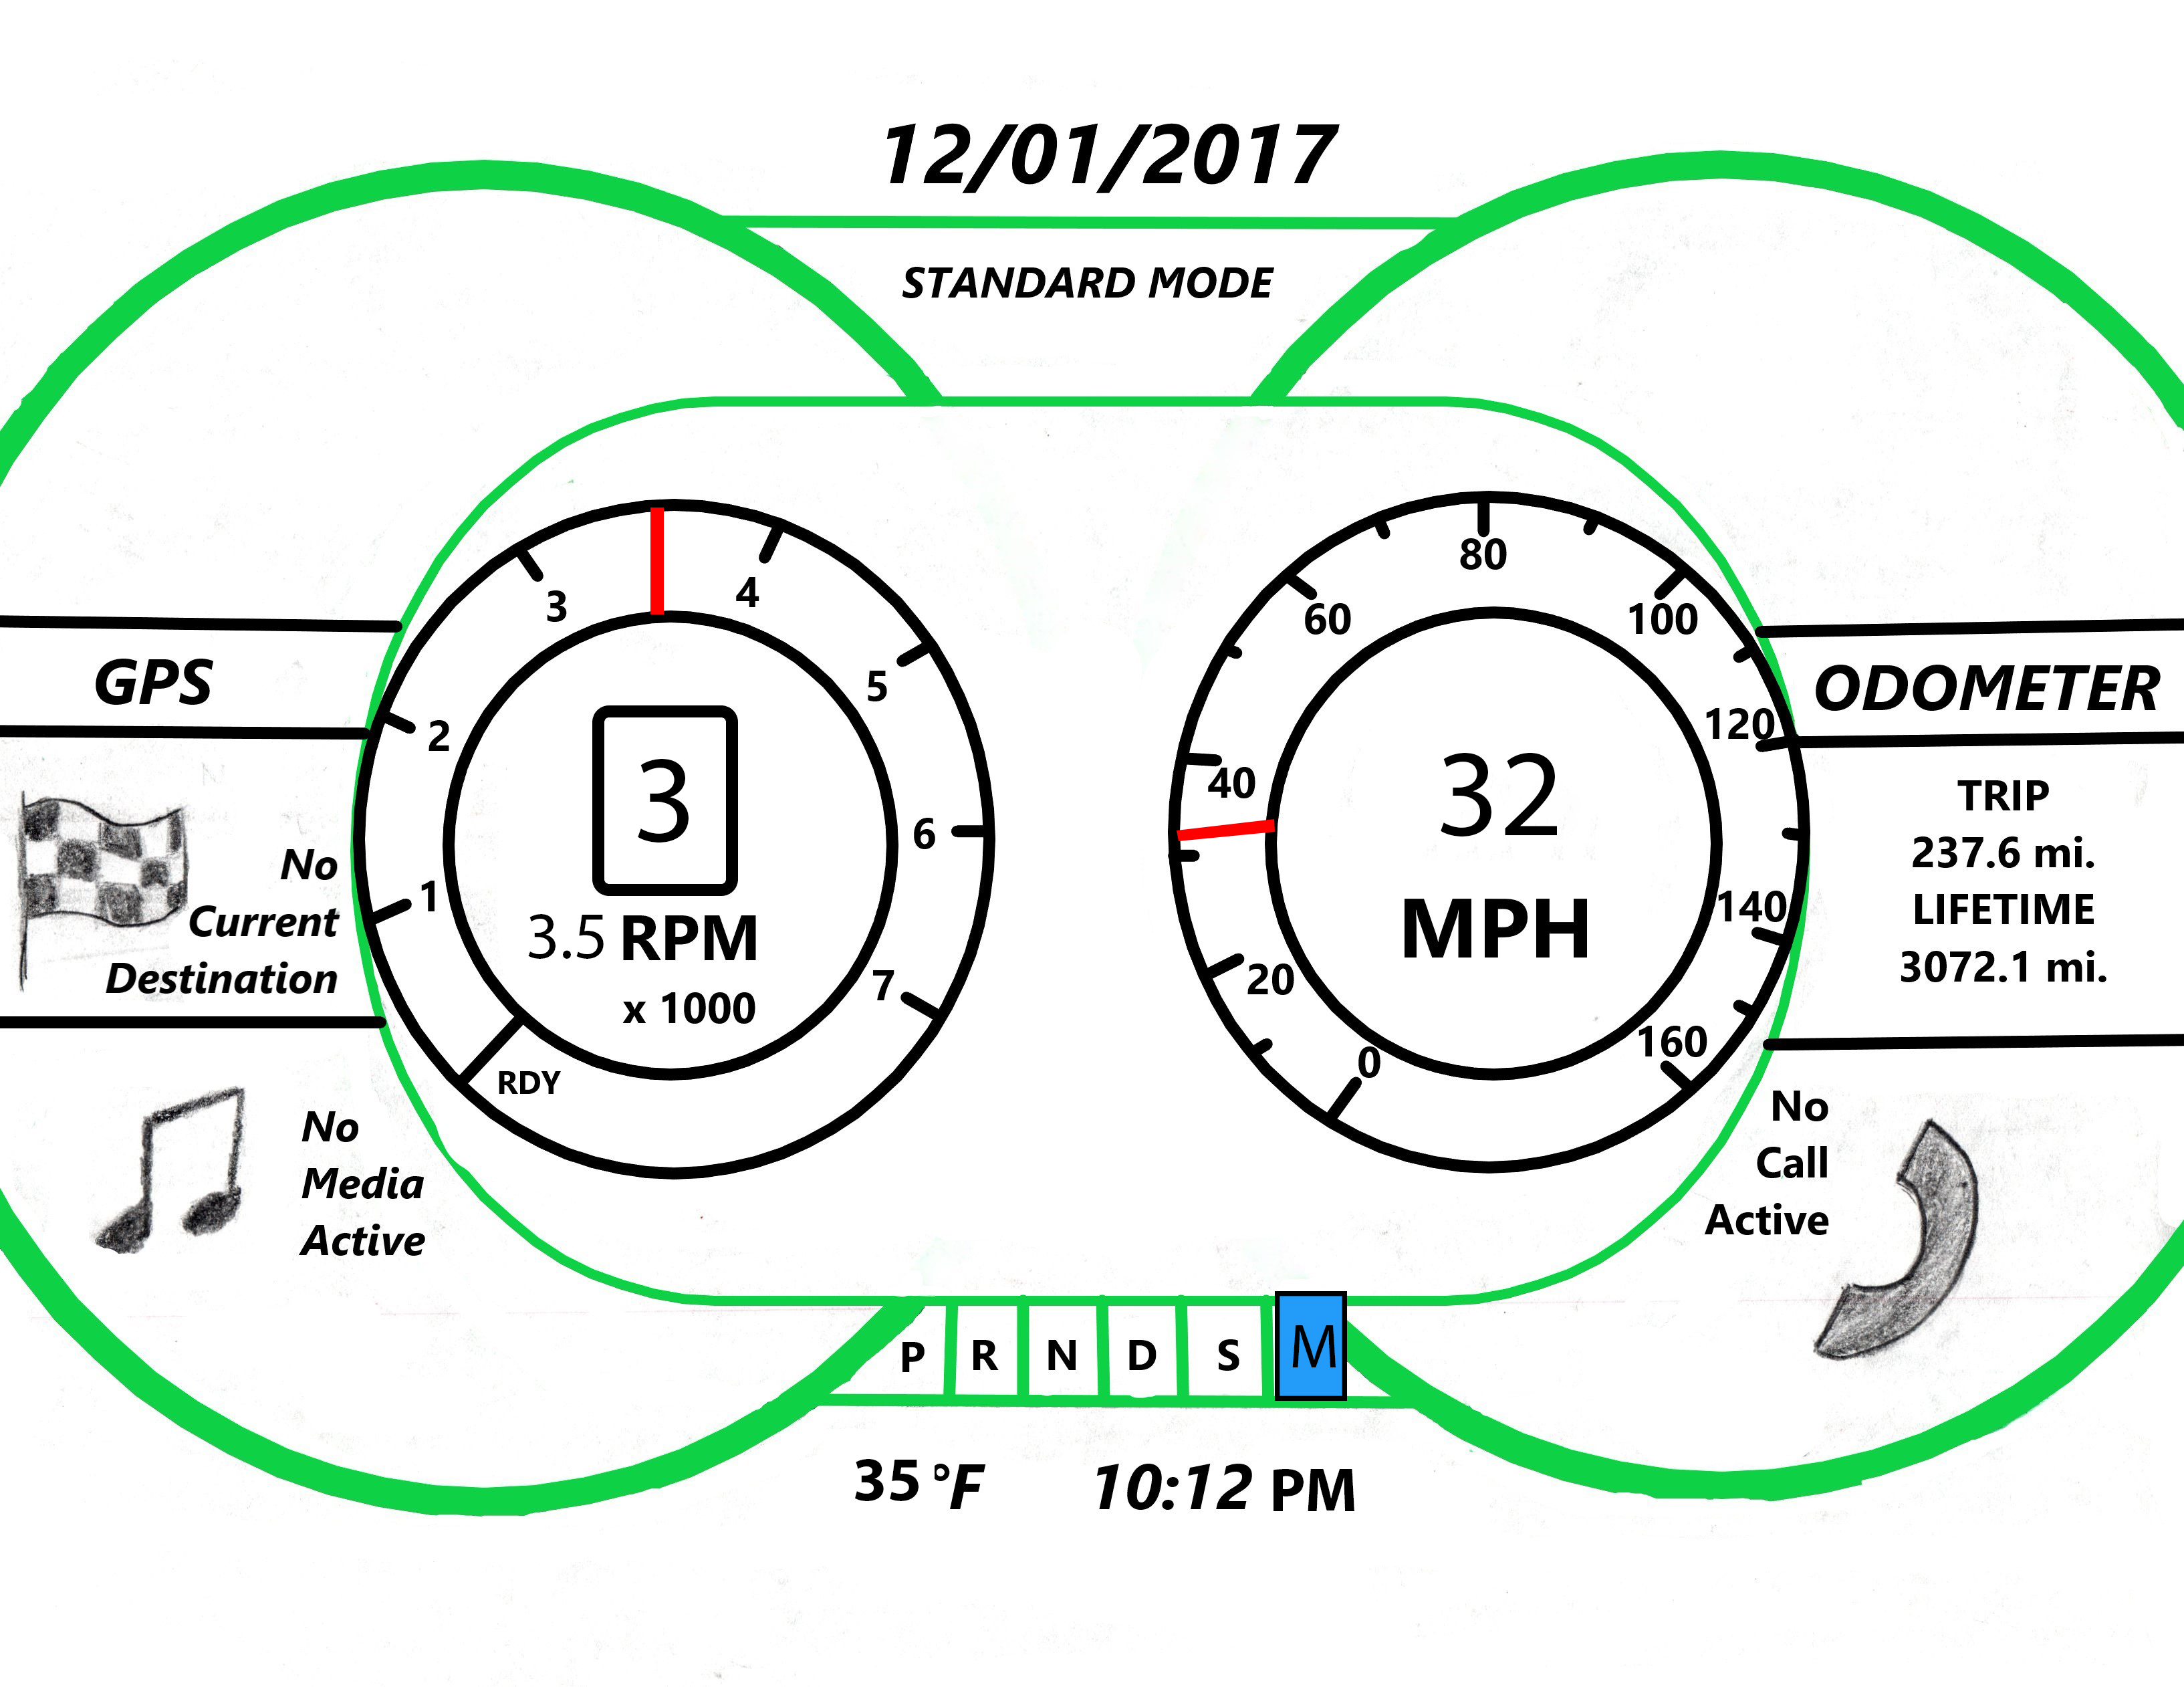 12/01/2017
STANDARD MODE
GPS
No
Current
Destination
No
Media
Active
1
2
3
4
5
6
7
RDY
3
3.5 RPM
x 1000
0
20
40
60
80
100
120
140
160
32
MPH
ODOMETER
TRIP
237.6 mi.
LIFETIME
3072.1 mi.
No
Call
Active
P R N D S M
35 °F 10:12 PM